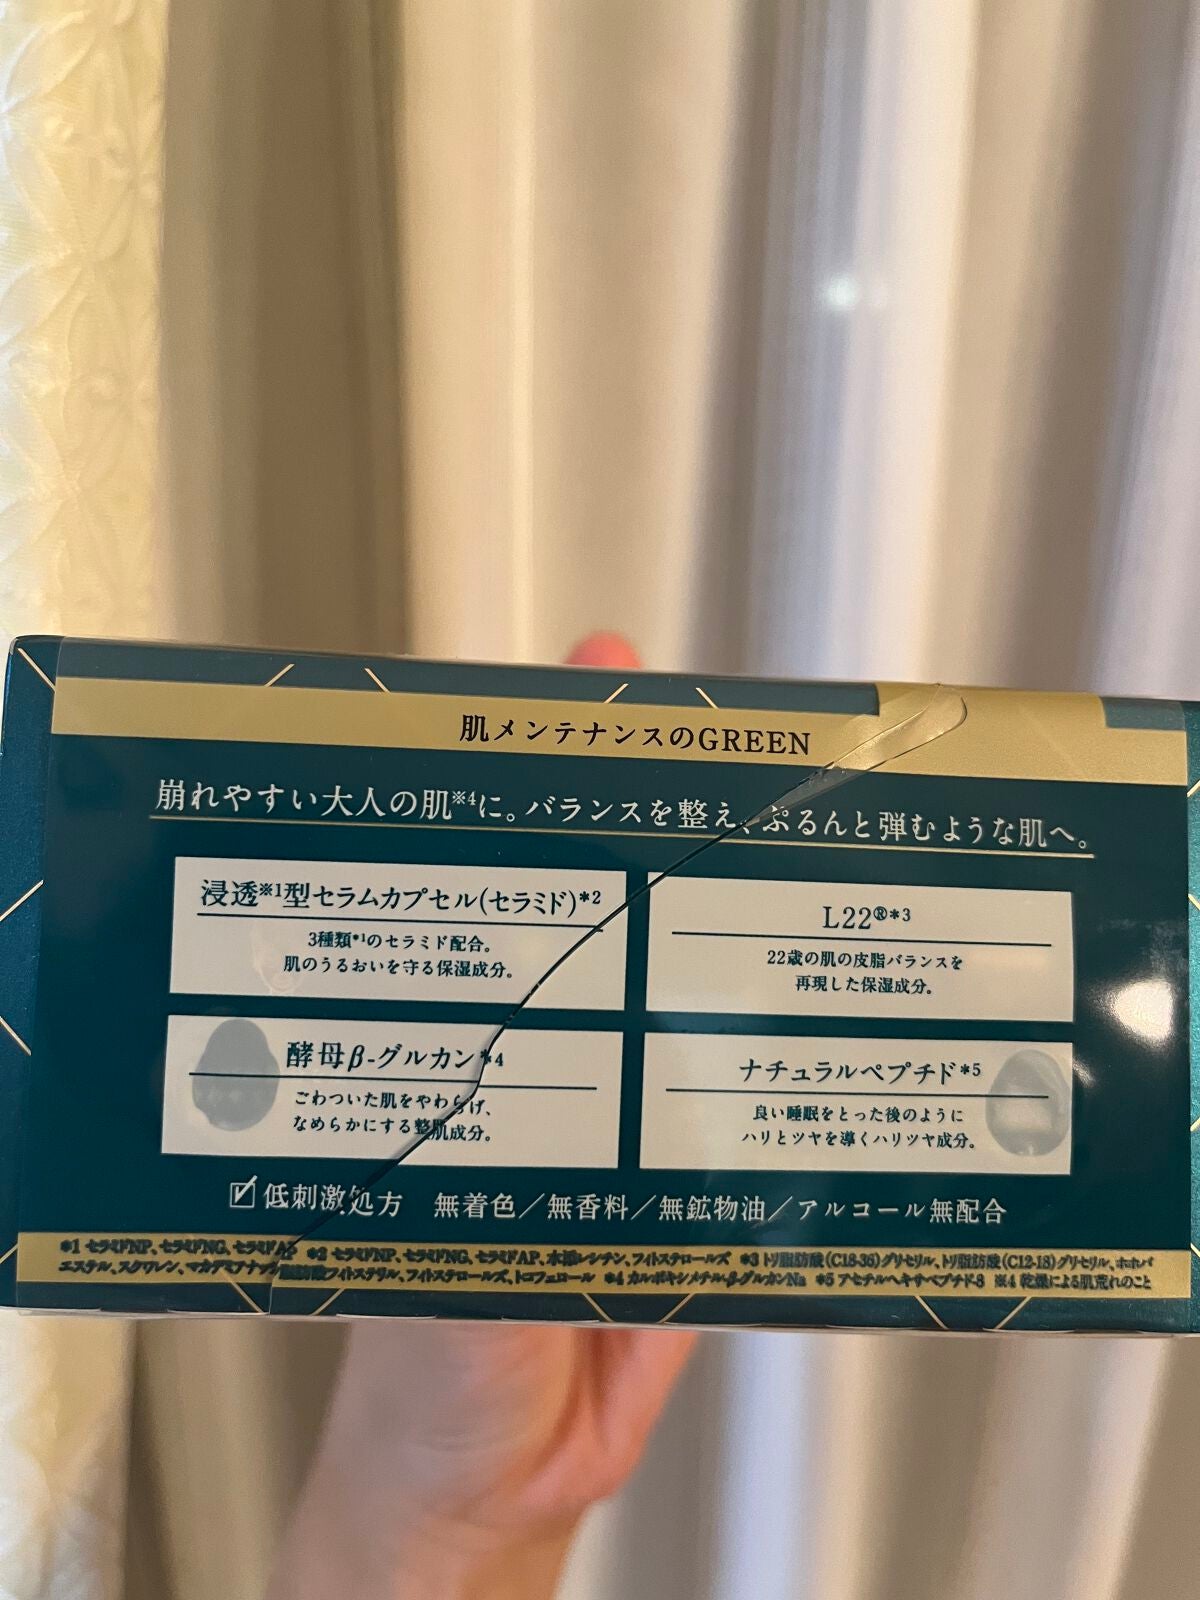 肌メンテナンスのGREEN
崩れやすい大人の肌※4に。バランスを整え、ぷるんと弾むような肌へ。
浸透※1型セラムカプセル(セラミド)*2
3種類*1のセラミド配合。
肌のうるおいを守る保湿成分。
L22®*3
22歳の肌の皮脂バランスを
再現した保湿成分。
酵母β-グルカン*4
ごわついた肌をやわらげ、
なめらかにする整肌成分。
ナチュラルペプチド*5
良い睡眠をとった後のように
ハリとツヤを導くハリツヤ成分。
☑低刺激処方 無着色／無香料／無鉱物油／アルコール無配合
*1 セラミドNP、セラミドNG、セラミドAP *2 セラミドNP、セラミドNG、セラミドAP、水添レシチン、フィトステロールズ *3 トリ脂肪酸(C18-36)グリセリル、トリ脂肪酸(C12-18)グリセリル、ホホバ
エステル、スクワレン、マカデミアナッツ脂肪酸フィトステリル、フィトステロールズ、トコフェロール *4 カルボキシメチル-β-グルカンNa *5 アセチルヘキサペプチド-8 ※4 乾燥による肌荒れのこと